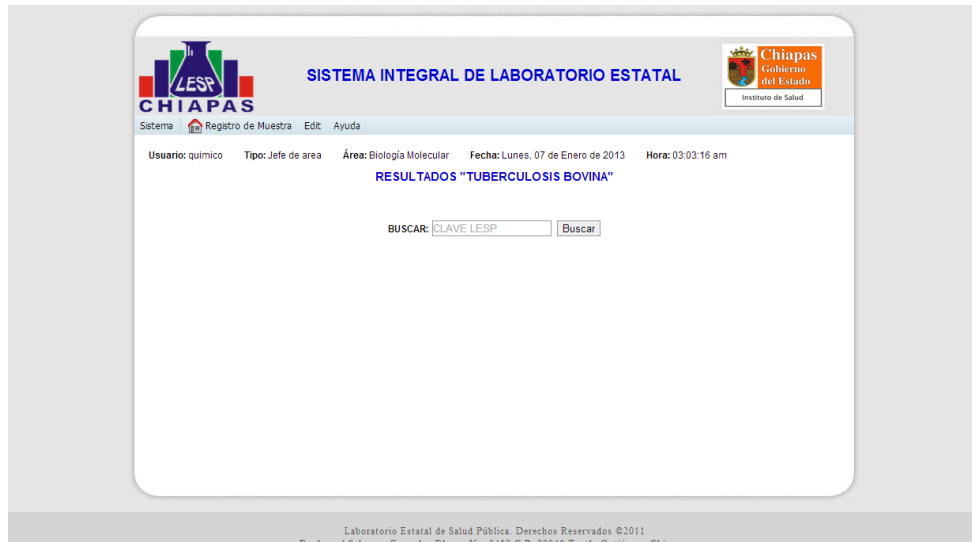 LESP
CHIAPAS
SISTEMA INTEGRAL DE LABORATORIO ESTATAL
Chiapas
Gobierno
del Estado
Instituto de Salud
Sistema Registro de Muestra Edit Ayuda
Usuario: quimico Tipo: Jefe de area Área: Biología Molecular Fecha: Lunes, 07 de Enero de 2013 Hora: 03:03:16 am
RESULTADOS "TUBERCULOSIS BOVINA"
BUSCAR: CLAVE LESP Buscar
Laboratorio Estatal de Salud Pública. Derechos Reservados ©2011